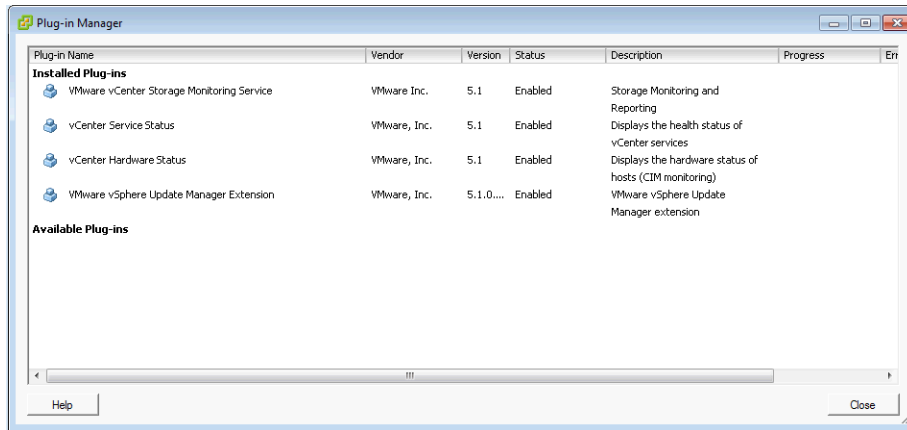 Plug-in Manager
Plug-in Name Vendor Version Status Description Progress Err
Installed Plug-ins
VMware vCenter Storage Monitoring Service VMware Inc. 5.1 Enabled Storage Monitoring and
Reporting
vCenter Service Status VMware, Inc. 5.1 Enabled Displays the health status of
vCenter services
vCenter Hardware Status VMware, Inc. 5.1 Enabled Displays the hardware status of
hosts (CIM monitoring)
VMware vSphere Update Manager Extension VMware, Inc. 5.1.0.... Enabled VMware vSphere Update
Manager extension
Available Plug-ins
Help Close